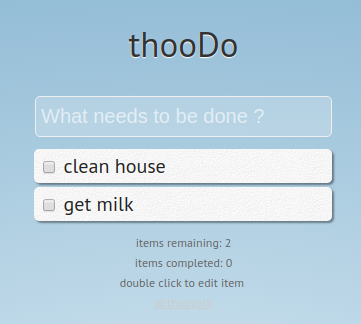 thooDo
What needs to be done ?
clean house
get milk
items remaining: 2
items completed: 0
double click to edit item